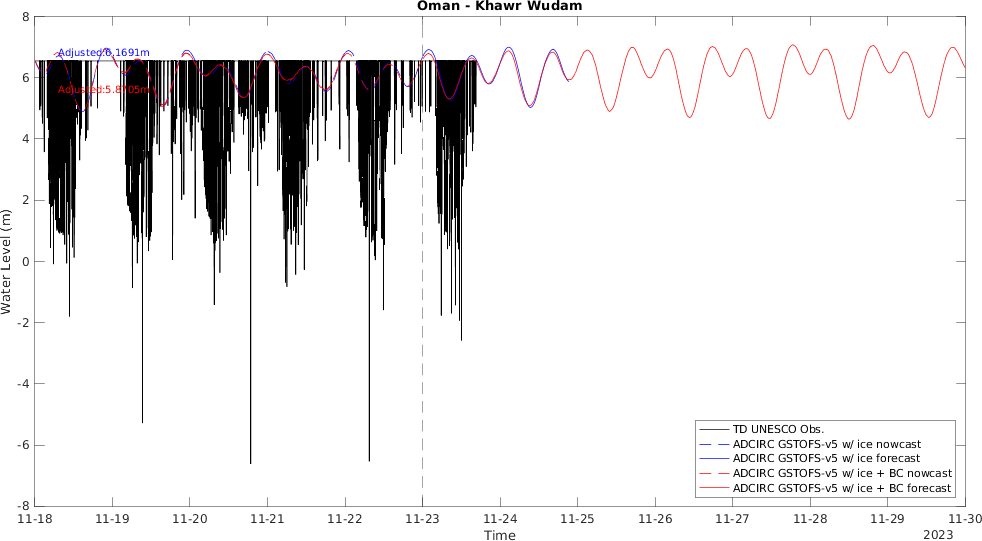 Oman - Khawr Wudam
8
6
4
2
0
-2
-4
-6
-8
Water Level (m)
Adjusted:6.1691m
Adjusted:5.8705m
TD UNESCO Obs.
ADCIRC GSTOFS-v5 w/ ice nowcast
ADCIRC GSTOFS-v5 w/ ice forecast
ADCIRC GSTOFS-v5 w/ ice + BC nowcast
ADCIRC GSTOFS-v5 w/ ice + BC forecast
11-18 11-19 11-20 11-21 11-22 11-23 11-24 11-25 11-26 11-27 11-28 11-29 11-30
Time
2023